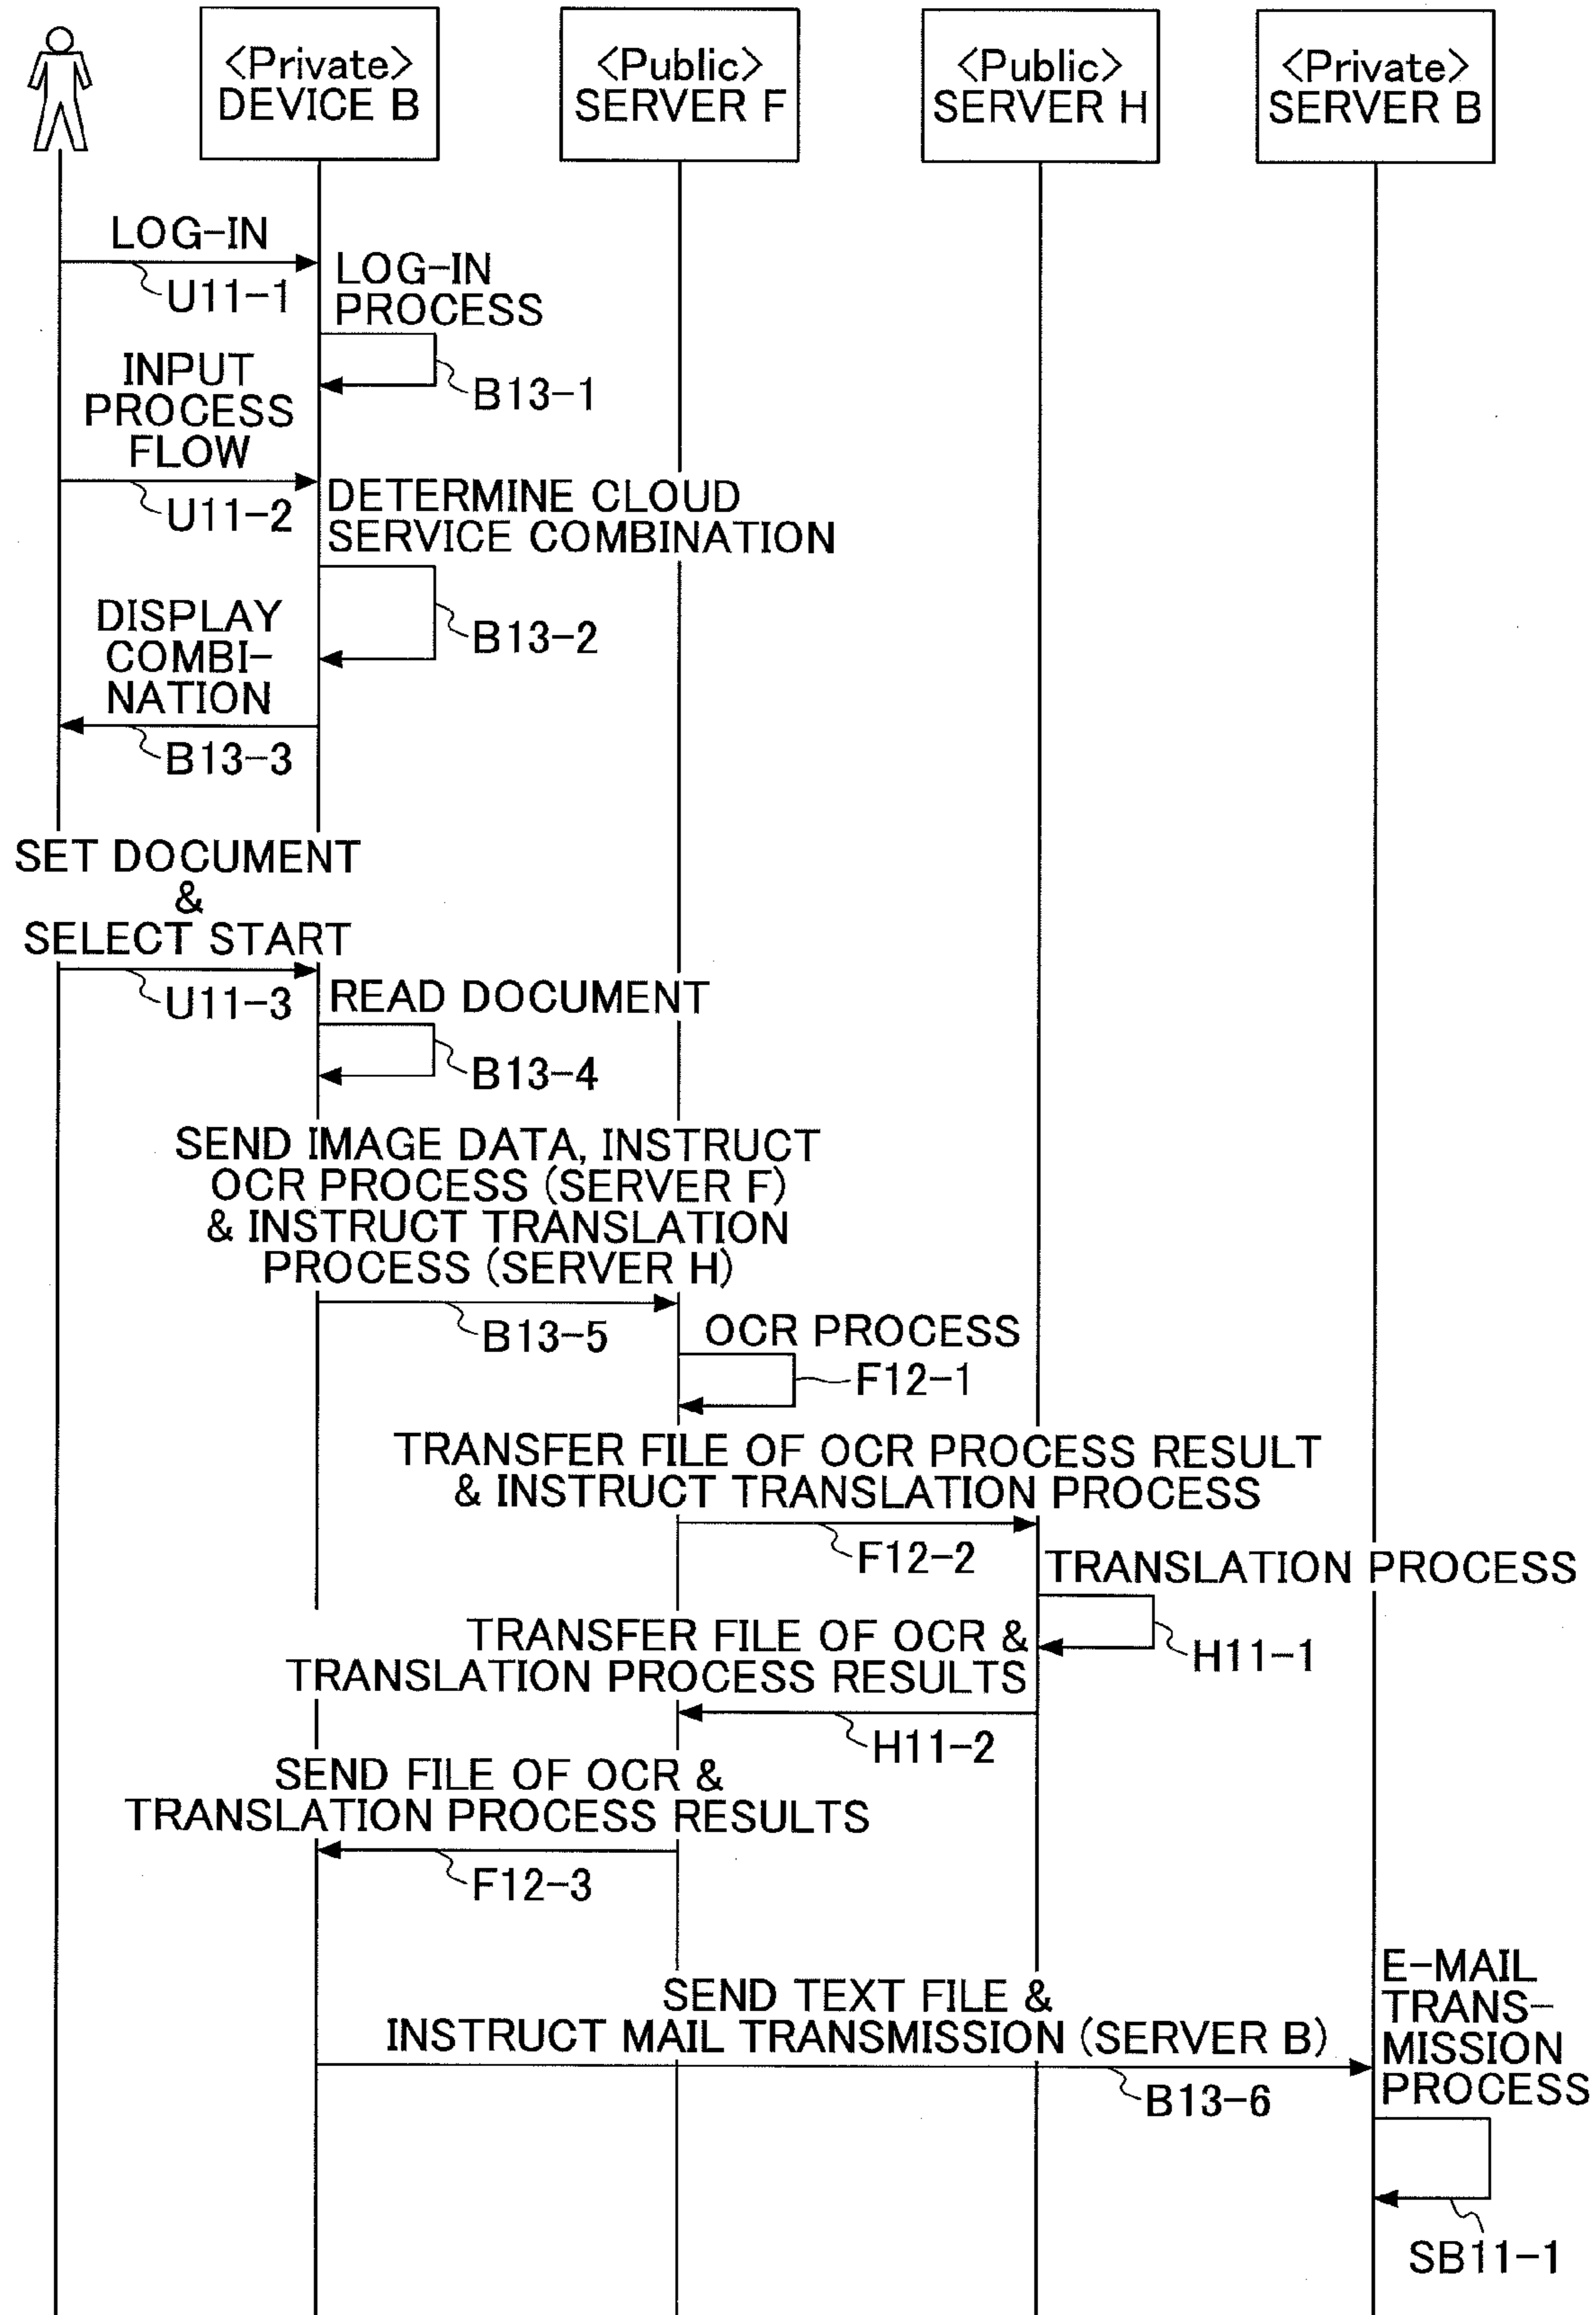 <Private>
DEVICE B
<Public>
SERVER F
<Public>
SERVER H
<Private>
SERVER B
LOG-IN
U11-1
LOG-IN
PROCESS
B13-1
INPUT
PROCESS
FLOW
U11-2
DETERMINE CLOUD
SERVICE COMBINATION
B13-2
DISPLAY
COMBI-
NATION
B13-3
SET DOCUMENT
&
SELECT START
U11-3
READ DOCUMENT
B13-4
SEND IMAGE DATA, INSTRUCT
OCR PROCESS (SERVER F)
& INSTRUCT TRANSLATION
PROCESS (SERVER H)
B13-5
OCR PROCESS
F12-1
TRANSFER FILE OF OCR PROCESS RESULT
& INSTRUCT TRANSLATION PROCESS
F12-2
TRANSLATION PROCESS
H11-1
TRANSFER FILE OF OCR &
TRANSLATION PROCESS RESULTS
H11-2
SEND FILE OF OCR &
TRANSLATION PROCESS RESULTS
F12-3
SEND TEXT FILE &
INSTRUCT MAIL TRANSMISSION (SERVER B)
B13-6
E-MAIL
TRANS-
MISSION
PROCESS
SB11-1